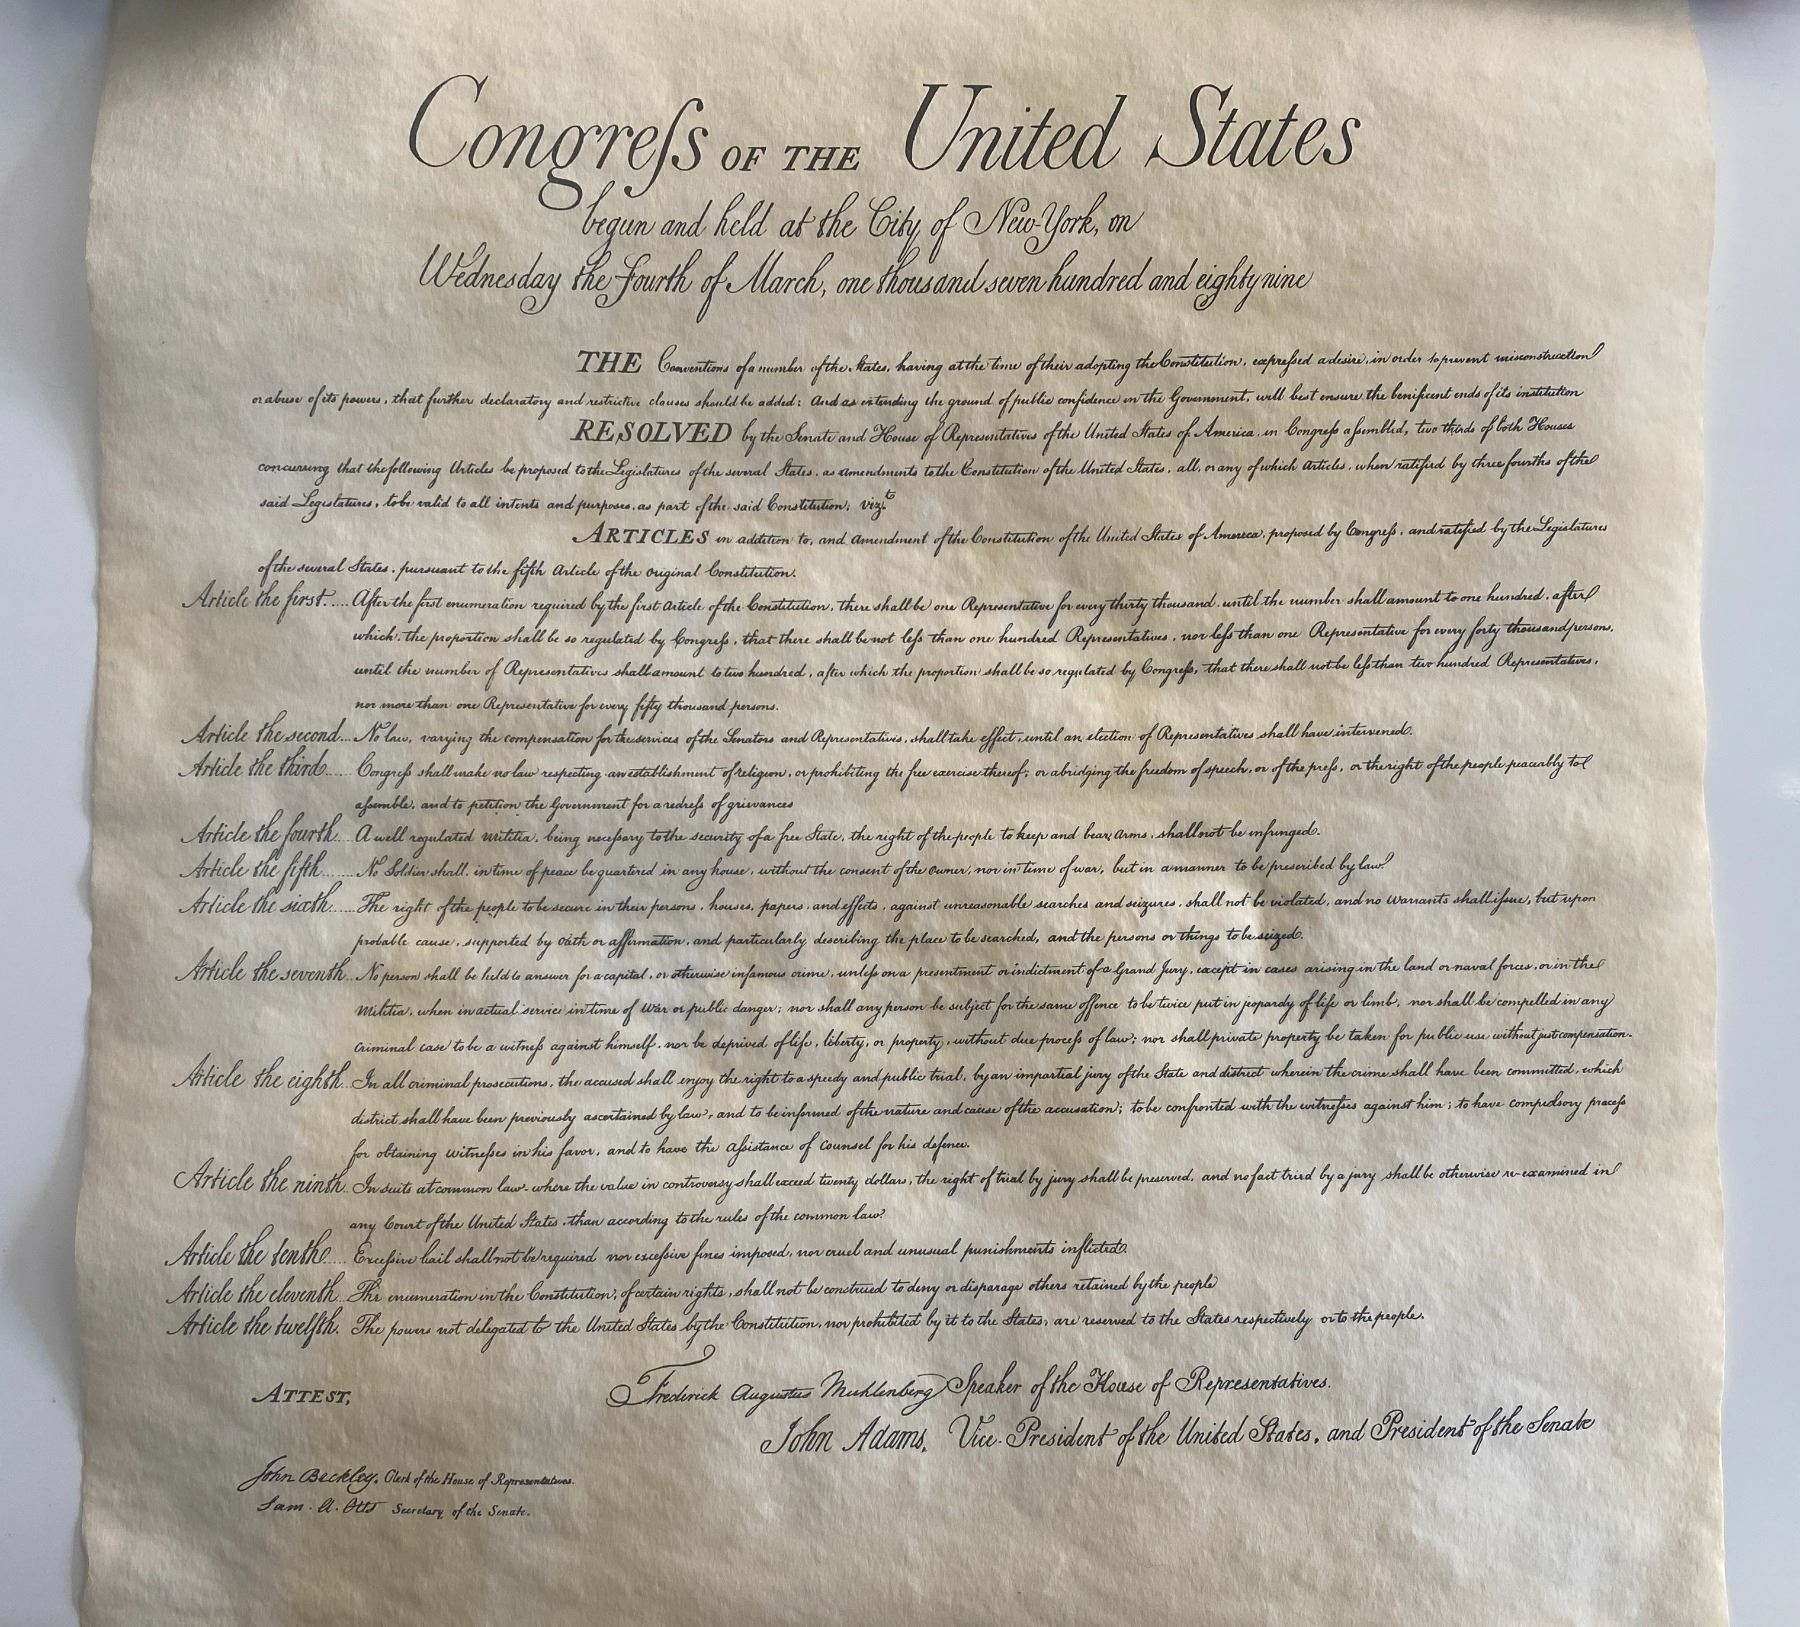 Congreſs OF THE United States
begun and held at the City of New-York, on
Wednesday the Fourth of March, one thousand seven hundred and eighty nine
THE Conventions of a number of the States, having at the time of their adopting the Constitution, expreſsed a desire, in order to prevent misconstruction
or abuse of its powers, that further declaratory and restrictive clauses should be added: And as extending the ground of public confidence in the Government, will best ensure the benificent ends of its institution
RESOLVED by the Senate and House of Representatives of the United States of America, in Congreſs aſsembled, two thirds of both Houses
concurring that the following Articles be proposed to the Legislatures of the several States, as amendments to the Constitution of the United States, all, or any of which Articles, when ratified by three fourths of the
said Legislatures, to be valid to all intents and purposes, as part of the said Constitution; vizt.
ARTICLES in addition to, and amendment of the Constitution of the United States of America, proposed by Congreſs, and ratified by the Legislatures
of the several States, pursuant to the fifth Article of the original Constitution.
Article the first..... After the first enumeration required by the first Article of the Constitution, there shall be one Representative for every thirty thousand, until the number shall amount to one hundred, after
which, the proportion shall be so regulated by Congreſs, that there shall be not leſs than one hundred Representatives, nor leſs than one Representative for every forty thousand persons,
until the number of Representatives shall amount to two hundred, after which the proportion shall be so regulated by Congreſs, that there shall not be leſs than two hundred Representatives,
nor more than one Representative for every fifty thousand persons.
Article the second... No law, varying the compensation for the services of the Senators and Representatives, shall take effect, until an election of Representatives shall have intervened.
Article the third...... Congreſs shall make no law respecting an establishment of religion, or prohibiting the free exercise thereof; or abridging the freedom of speech, or of the preſs, or the right of the people peaceably to
aſsemble, and to petition the Government for a redreſs of grievances
Article the fourth... A well regulated Militia, being neceſsary to the security of a free State, the right of the people to keep and bear Arms, shall not be infringed.
Article the fifth....... No Soldier shall, in time of peace be quartered in any house, without the consent of the Owner, nor in time of war, but in a manner to be prescribed by law.
Article the sixth...... The right of the people to be secure in their persons, houses, papers, and effects, against unreasonable searches and seizures, shall not be violated, and no Warrants shall iſsue, but upon
probable cause, supported by Oath or affirmation, and particularly describing the place to be searched, and the persons or things to be seized.
Article the seventh.. No person shall be held to answer for a capital, or otherwise infamous crime, unleſs on a presentment or indictment of a Grand Jury, except in cases arising in the land or naval forces, or in the
Militia, when in actual service in time of War or public danger; nor shall any person be subject for the same offence to be twice put in jeopardy of life or limb, nor shall be compelled in any
criminal case to be a witneſs against himself, nor be deprived of life, liberty, or property, without due proceſs of law; nor shall private property be taken for public use without just compensation.
Article the eighth.. In all criminal prosecutions, the accused shall enjoy the right to a speedy and public trial, by an impartial jury of the State and district wherein the crime shall have been committed, which
district shall have been previously ascertained by law, and to be informed of the nature and cause of the accusation; to be confronted with the witneſses against him; to have compulsory proceſs
for obtaining witneſses in his favor, and to have the aſsistance of counsel for his defence.
Article the ninth.. In suits at common law, where the value in controversy shall exceed twenty dollars, the right of trial by jury shall be preserved, and no fact tried by a jury shall be otherwise re-examined in
any Court of the United States, than according to the rules of the common law.
Article the tenth..... Exceſsive bail shall not be required nor exceſsive fines imposed, nor cruel and unusual punishments inflicted.
Article the eleventh.. The enumeration in the Constitution, of certain rights, shall not be construed to deny or disparage others retained by the people
Article the twelfth. The powers not delegated to the United States by the Constitution, nor prohibited by it to the States, are reserved to the States respectively or to the people.
ATTEST,
Frederick Augustus Muhlenberg Speaker of the House of Representatives.
John Adams, Vice-President of the United States, and President of the Senate
John Beckley, Clerk of the House of Representatives.
Sam. A. Otis Secretary of the Senate.